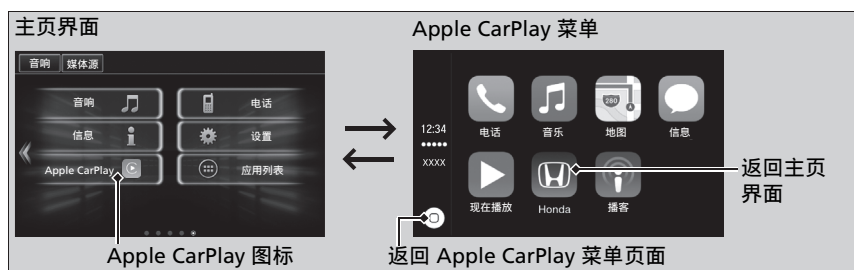 主页界面
音响 媒体源
音响 电话
信息 设置
Apple CarPlay 应用列表
Apple CarPlay 图标
Apple CarPlay 菜单
12:34
XXXX
电话 音乐 地图 信息
280
现在播放 Honda 播客
返回主页
界面
返回 Apple CarPlay 菜单页面